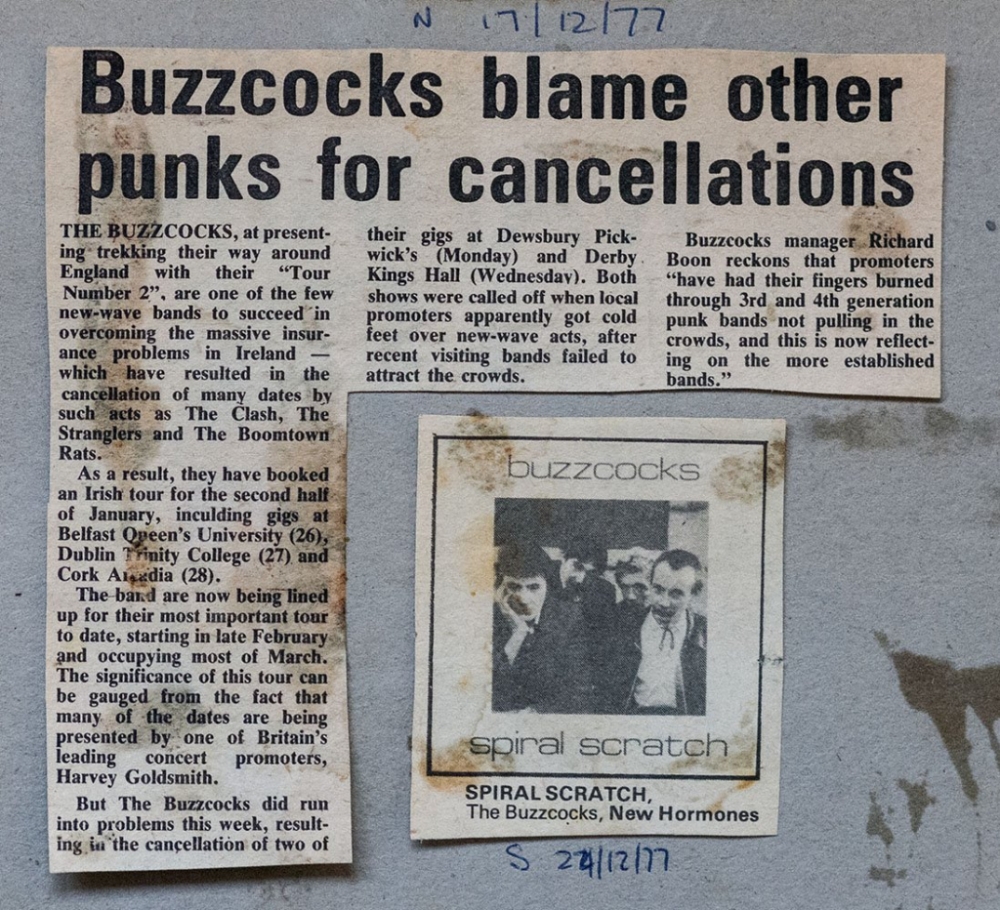 N 17/12/77
Buzzcocks blame other
punks for cancellations
THE BUZZCOCKS, at present-
ing trekking their way around
England with their "Tour
Number 2", are one of the few
new-wave bands to succeed in
overcoming the massive insur-
ance problems in Ireland —
which have resulted in the
cancellation of many dates by
such acts as The Clash, The
Stranglers and The Boomtown
Rats.
As a result, they have booked
an Irish tour for the second half
of January, inculding gigs at
Belfast Queen's University (26),
Dublin Trinity College (27) and
Cork Arcadia (28).
The band are now being lined
up for their most important tour
to date, starting in late February
and occupying most of March.
The significance of this tour can
be gauged from the fact that
many of the dates are being
presented by one of Britain's
leading concert promoters,
Harvey Goldsmith.
But The Buzzcocks did run
into problems this week, result-
ing in the cancellation of two of
their gigs at Dewsbury Pick-
wick's (Monday) and Derby
Kings Hall (Wednesday). Both
shows were called off when local
promoters apparently got cold
feet over new-wave acts, after
recent visiting bands failed to
attract the crowds.
Buzzcocks manager Richard
Boon reckons that promoters
"have had their fingers burned
through 3rd and 4th generation
punk bands not pulling in the
crowds, and this is now reflect-
ing on the more established
bands."
buzzcocks
spiral scratch
SPIRAL SCRATCH,
The Buzzcocks, New Hormones
S 24/12/77